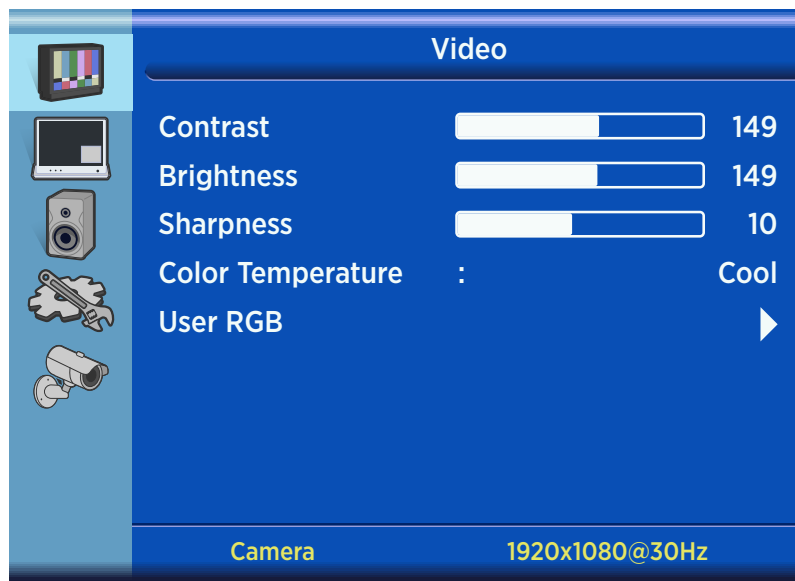 Video
Contrast 149
Brightness 149
Sharpness 10
Color Temperature : Cool
User RGB
Camera 1920x1080@30Hz